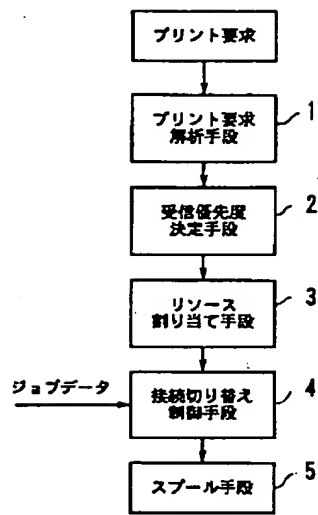 プリント要求
プリント要求
解析手段
1
受信優先度
決定手段
2
リソース
割り当て手段
3
ジョブデータ
接続切り替え
制御手段
4
スプール手段
5